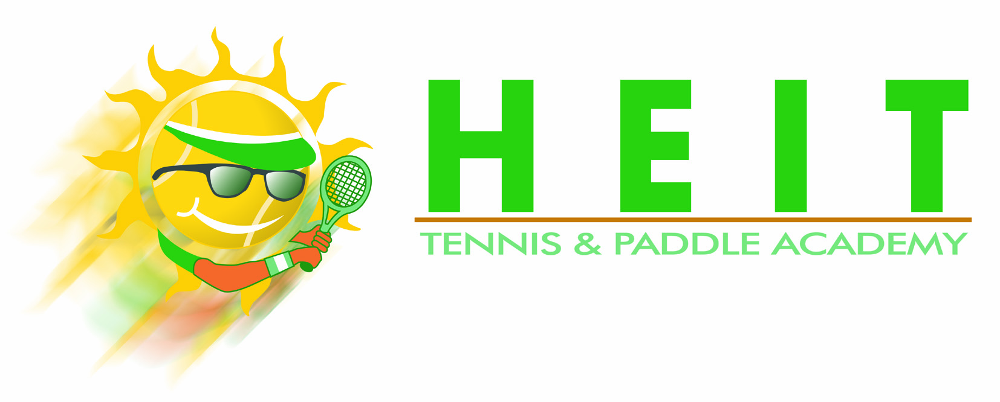 HEIT
TENNIS & PADDLE ACADEMY